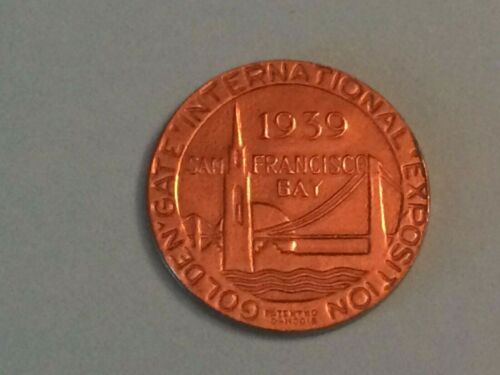 GOLDEN GATE INTERNATIONAL EXPOSITION
1939
SAN FRANCISCO
BAY